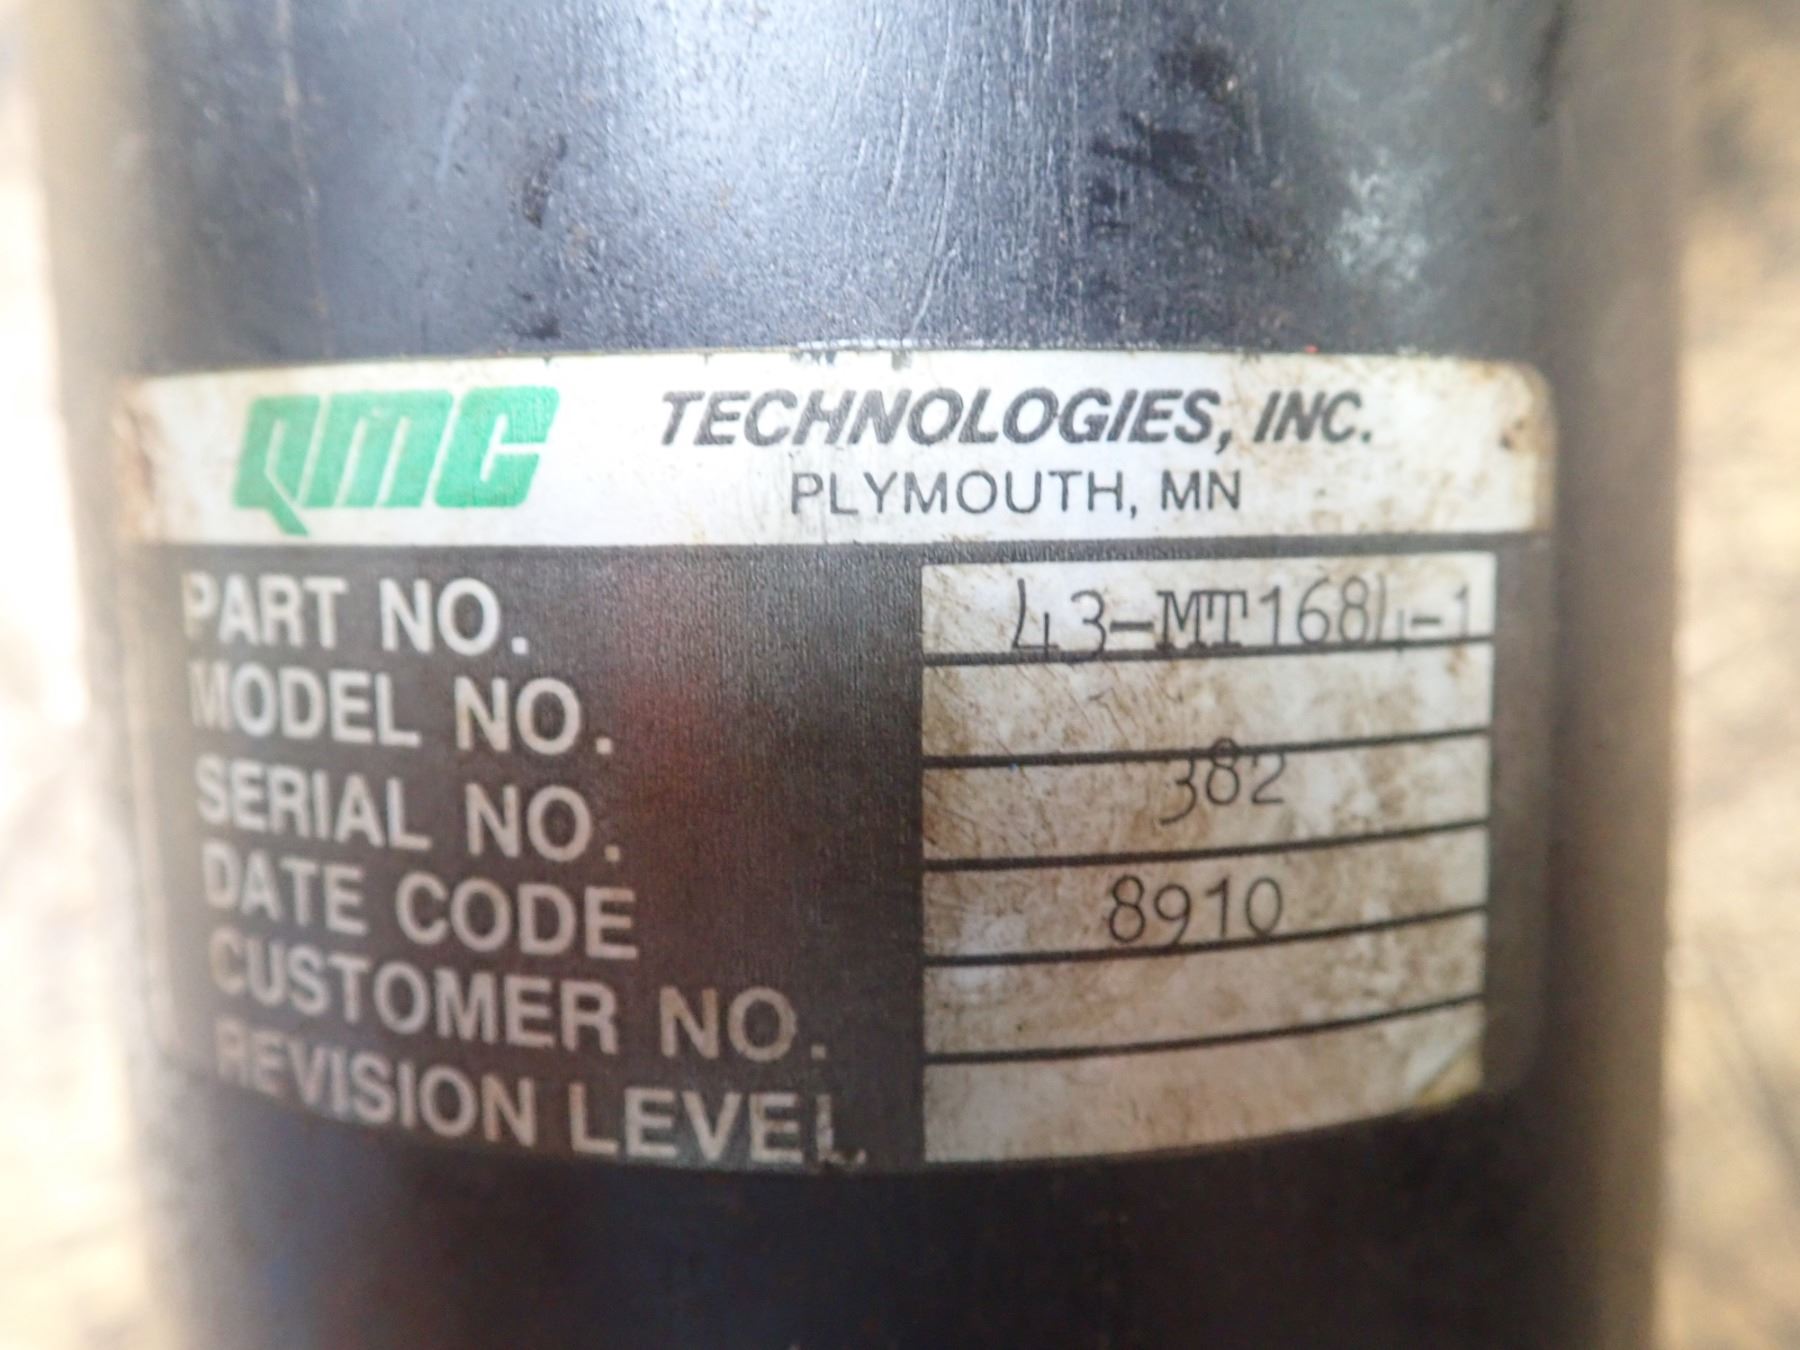 QMC TECHNOLOGIES, INC.
PLYMOUTH, MN
PART NO. 43-MT1684-1
MODEL NO.
SERIAL NO. 382
DATE CODE 8910
CUSTOMER NO.
REVISION LEVEL